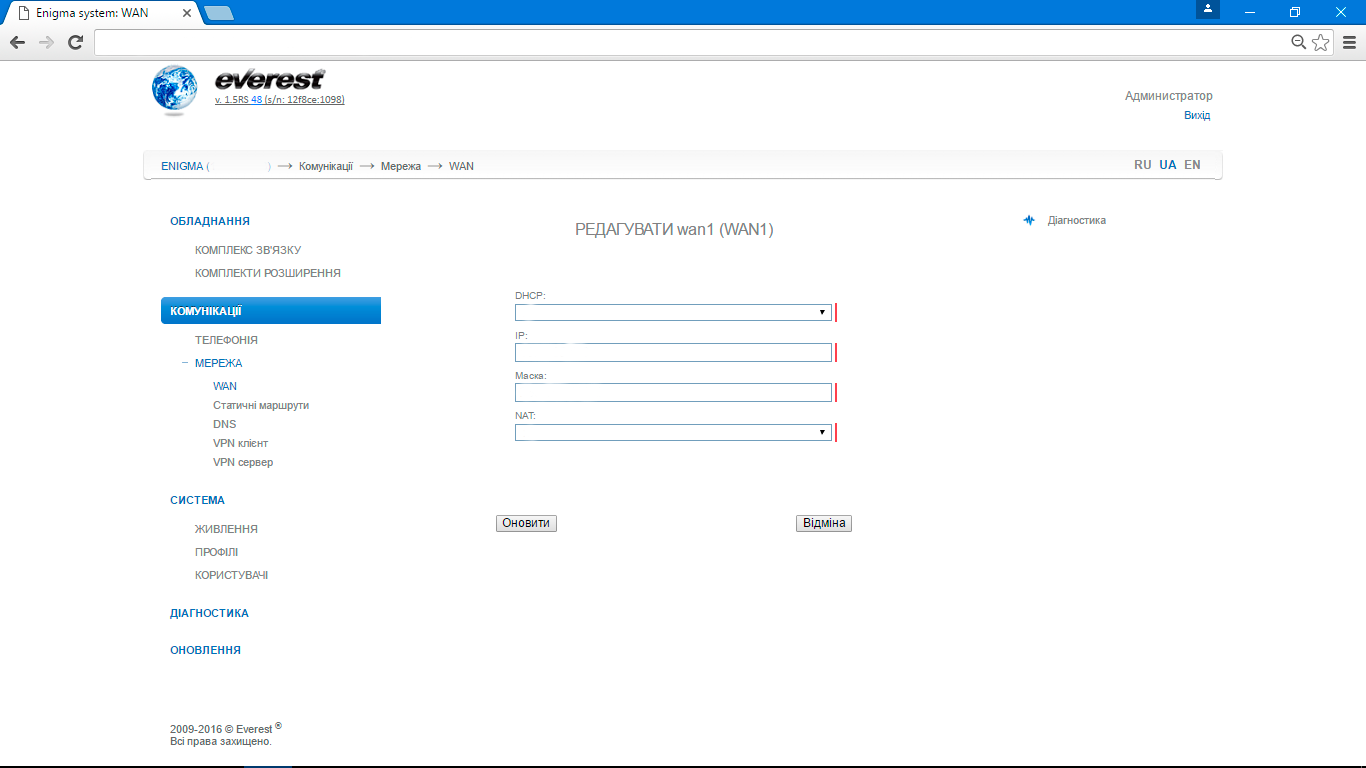 Enigma system: WAN
everest
v. 1.5RS 48 (s/n: 12f8ce:1098)
Администратор
Вихід
ENIGMA ( ) → Комунікації → Мережа → WAN
RU UA EN
ОБЛАДНАННЯ
КОМПЛЕКС ЗВ'ЯЗКУ
КОМПЛЕКТИ РОЗШИРЕННЯ
КОМУНІКАЦІЇ
ТЕЛЕФОНІЯ
– МЕРЕЖА
WAN
Статичні маршрути
DNS
VPN клієнт
VPN сервер
СИСТЕМА
ЖИВЛЕННЯ
ПРОФІЛІ
КОРИСТУВАЧІ
ДІАГНОСТИКА
ОНОВЛЕННЯ
РЕДАГУВАТИ wan1 (WAN1)
DHCP:
IP:
Маска:
NAT:
Оновити
Відміна
Діагностика
2009-2016 © Everest ®
Всі права захищено.